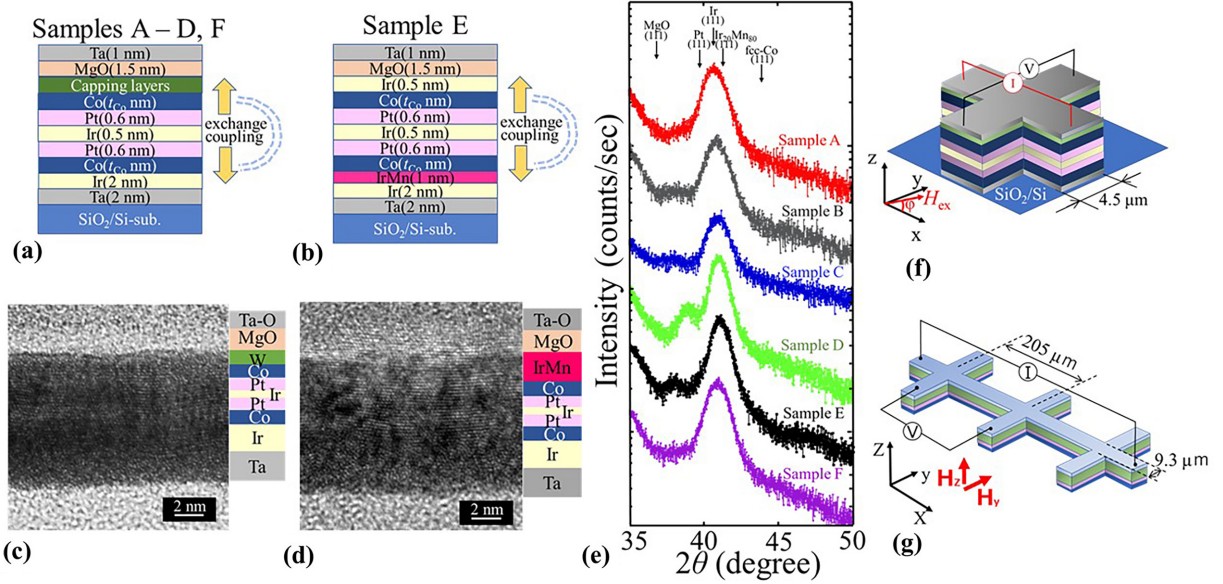 Samples A – D, F
Ta(1 nm)
MgO(1.5 nm)
Capping layers
Co(tCo nm)
Pt(0.6 nm)
Ir(0.5 nm)
Pt(0.6 nm)
Co(tCo nm)
Ir(2 nm)
Ta(2 nm)
SiO2/Si-sub.
exchange
coupling
(a)
Sample E
Ta(1 nm)
MgO(1.5 nm)
Ir(0.5 nm)
Co(tCo nm)
Pt(0.6 nm)
Ir(0.5 nm)
Pt(0.6 nm)
Co(tCo nm)
IrMn(1 nm)
Ir(2 nm)
Ta(2 nm)
SiO2/Si-sub.
exchange
coupling
(b)
Ta-O
MgO
W
Co
Pt
Ir
Pt
Co
Ir
Ta
2 nm
(c)
Ta-O
MgO
IrMn
Co
Pt
Ir
Pt
Co
Ir
Ta
2 nm
(d)
MgO
(111)
Pt
(111)
Ir
(111)
Ir20Mn80
(111)
fcc-Co
(111)
Sample A
Sample B
Sample C
Sample D
Sample E
Sample F
Intensity (counts/sec)
35 40 45 50
2θ (degree)
(e)
V
I
z
y
Hex
φ
x
SiO2/Si
4.5 μm
(f)
205 μm
I
V
9.3 μm
Z
y
X
HZ
HY
(g)